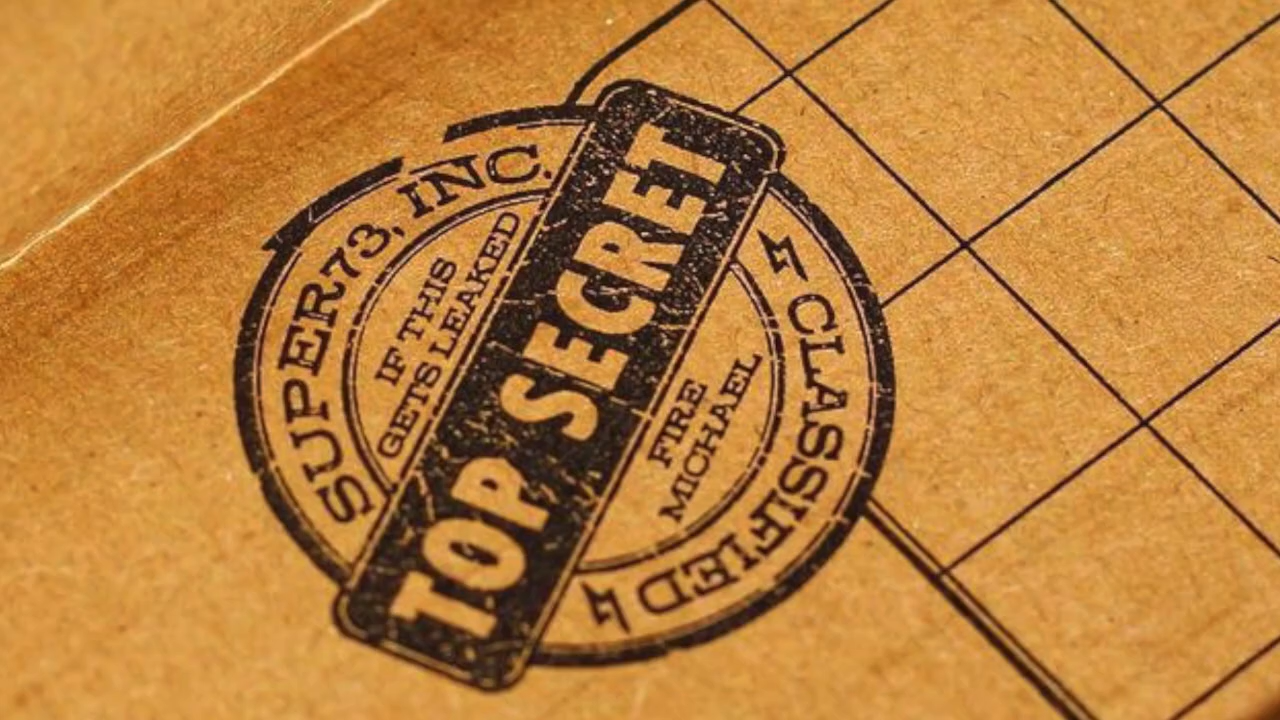 SUPER73, INC.
IF THIS
GETS LEAKED
TOP SECRET
FIRE
MICHAEL
CLASSIFIED